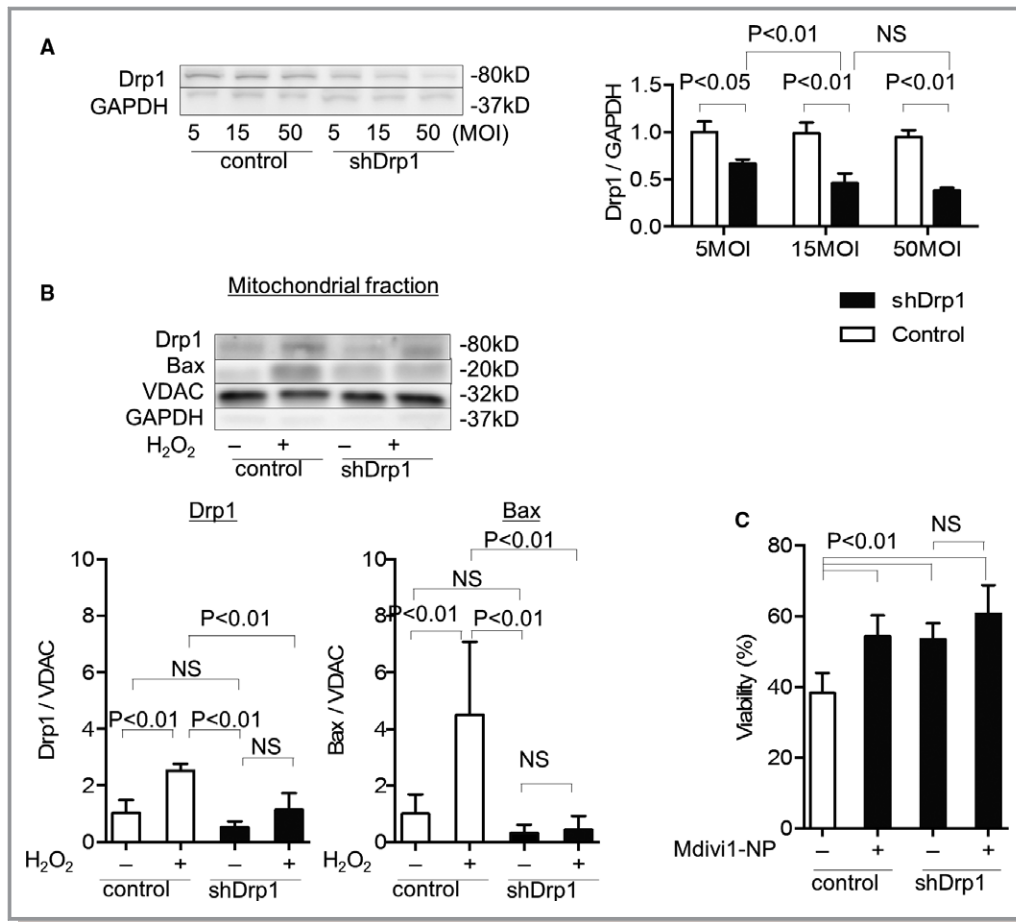 A
Drp1
GAPDH
-80kD
-37kD
5 15 50 5 15 50 (MOI)
control shDrp1
P<0.01 NS
P<0.05 P<0.01 P<0.01
Drp1 / GAPDH
1.5
1.0
0.5
0.0
5MOI 15MOI 50MOI
shDrp1
Control
B
Mitochondrial fraction
Drp1 -80kD
Bax -20kD
VDAC -32kD
GAPDH -37kD
H₂O₂ – + – +
control shDrp1
Drp1
10
8
6
4
2
0
Drp1 / VDAC
P<0.01
NS
P<0.01 P<0.01
NS
H₂O₂ – + – +
control shDrp1
Bax
10
8
6
4
2
0
Bax / VDAC
P<0.01
NS
P<0.01 P<0.01
NS
H₂O₂ – + – +
control shDrp1
C
NS
P<0.01
80
60
40
20
0
Viability (%)
Mdivi1-NP – + – +
control shDrp1